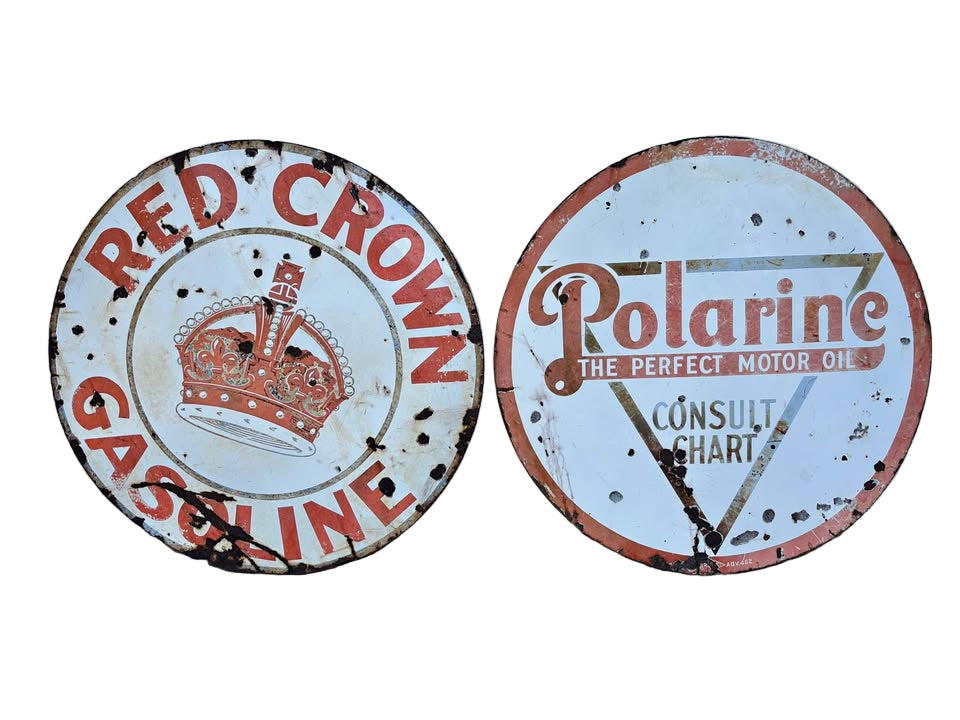 RED CROWN
GASOLINE
Polarine
THE PERFECT MOTOR OIL
CONSULT
CHART